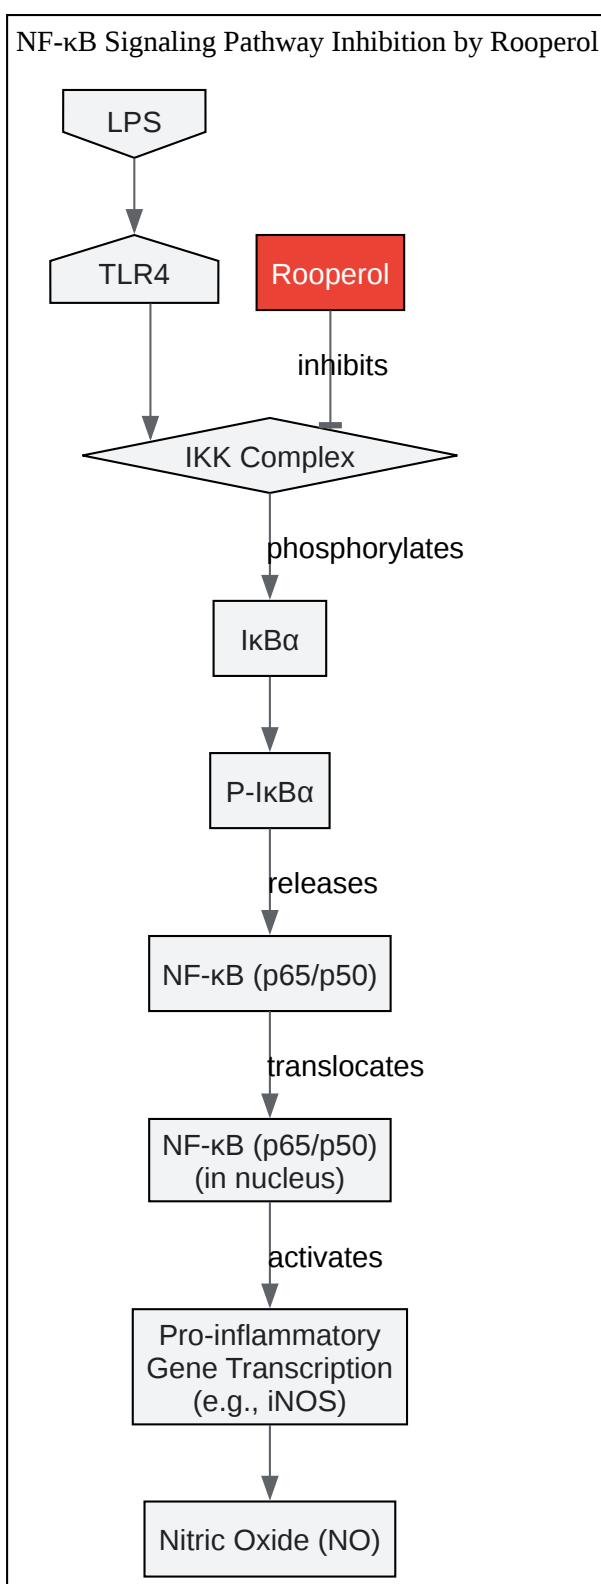 NF-κB Signaling Pathway Inhibition by Rooperol
LPS
TLR4
Rooperol
inhibits
IKK Complex
phosphorylates
IκBα
P-IκBα
releases
NF-κB (p65/p50)
translocates
NF-κB (p65/p50)
(in nucleus)
activates
Pro-inflammatory
Gene Transcription
(e.g., iNOS)
Nitric Oxide (NO)